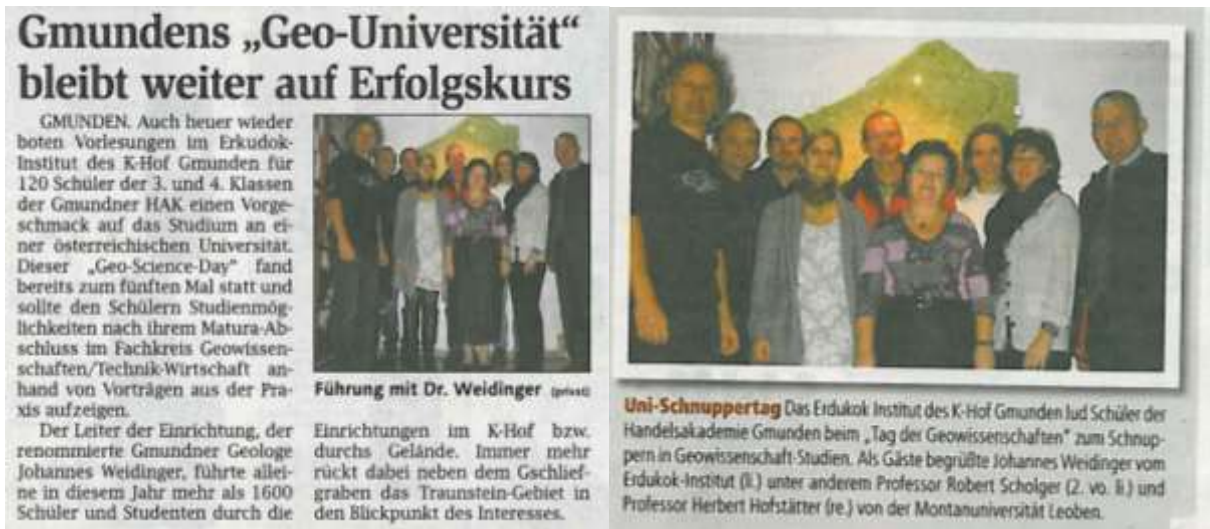 Gmundens „Geo-Universität“
bleibt weiter auf Erfolgskurs
GMUNDEN. Auch heuer wieder
boten Vorlesungen im Erkudok-
Institut des K-Hof Gmunden für
120 Schüler der 3. und 4. Klassen
der Gmundner HAK einen Vorge-
schmack auf das Studium an ei-
ner österreichischen Universität.
Dieser „Geo-Science-Day“ fand
bereits zum fünften Mal statt und
sollte den Schülern Studienmög-
lichkeiten nach ihrem Matura-Ab-
schluss im Fachkreis Geowissen-
schaften/Technik-Wirtschaft an-
hand von Vorträgen aus der Pra-
xis aufzeigen.
Der Leiter der Einrichtung, der
renommierte Gmundner Geologe
Johannes Weidinger, führte allei-
ne in diesem Jahr mehr als 1600
Schüler und Studenten durch die
Führung mit Dr. Weidinger (privat)
Einrichtungen im K-Hof bzw.
durchs Gelände. Immer mehr
rückt dabei neben dem Gschlief-
graben das Traunstein-Gebiet in
den Blickpunkt des Interesses.
Uni-Schnuppertag Das Erdukok Institut des K-Hof Gmunden lud Schüler der
Handelsakademie Gmunden beim „Tag der Geowissenschaften“ zum Schnup-
pern in Geowissenschaft-Studien. Als Gäste begrüßte Johannes Weidinger vom
Erdukok-Institut (li.) unter anderem Professor Robert Scholger (2. vo. li.) und
Professor Herbert Hofstätter (re.) von der Montanuniversität Leoben.